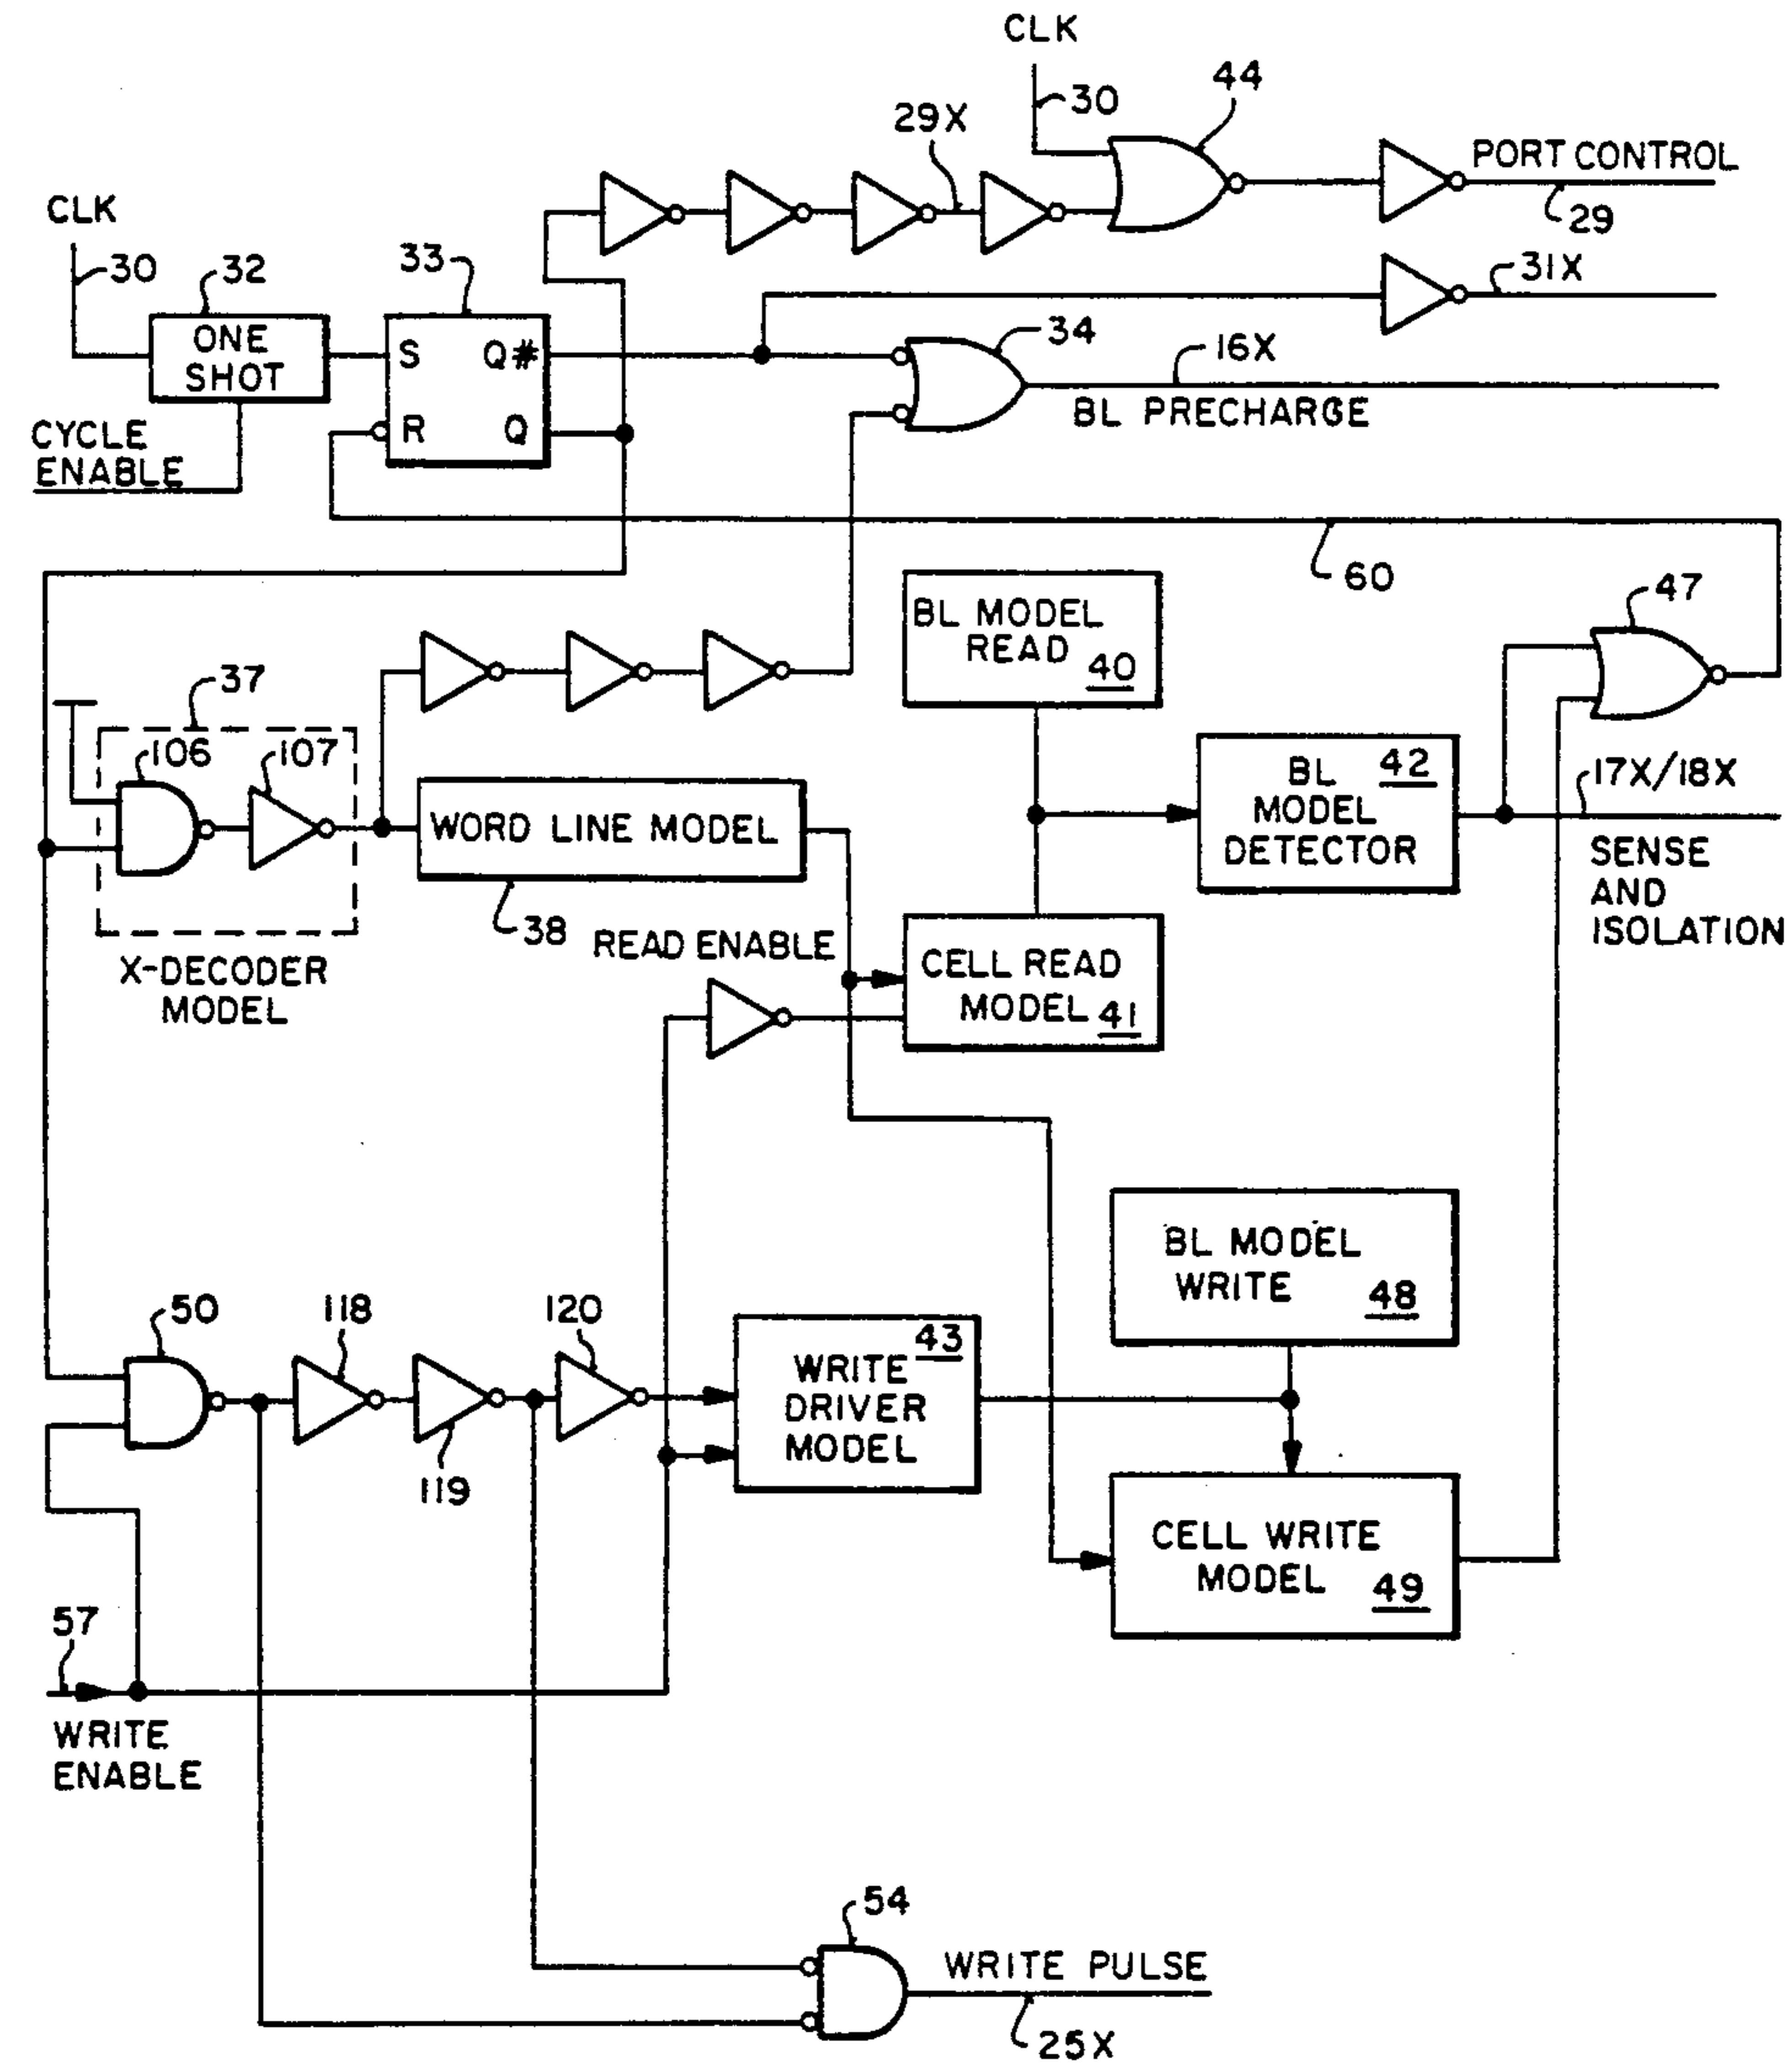 CLK
30
44
29X
PORT CONTROL
29
CLK
30
32
33
31X
ONE
SHOT
S
Q#
R
Q
34
16X
BL PRECHARGE
CYCLE
ENABLE
60
47
BL MODEL
READ
40
37
106
107
WORD LINE MODEL
38
BL
MODEL
DETECTOR
42
17X/18X
SENSE
AND
ISOLATION
X-DECODER
MODEL
READ ENABLE
CELL READ
MODEL
41
BL MODEL
WRITE
48
50
118
120
119
WRITE
DRIVER
MODEL
43
CELL WRITE
MODEL
49
57
WRITE
ENABLE
54
WRITE PULSE
25X